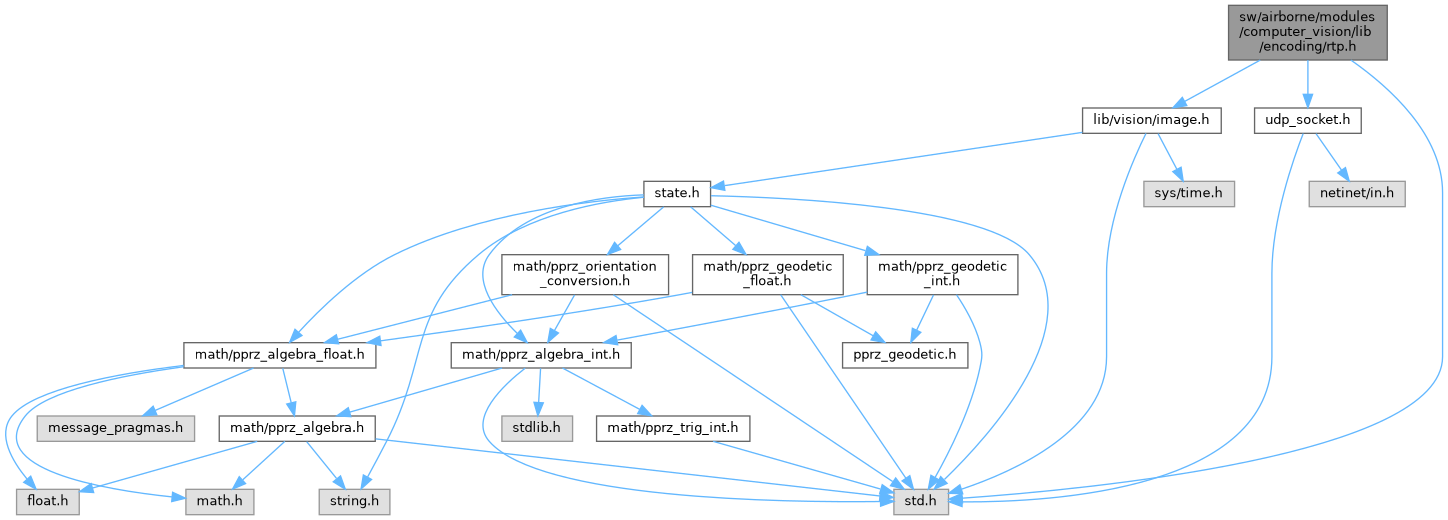 sw/airborne/modules
/computer_vision/lib
/encoding/rtp.h
lib/vision/image.h
udp_socket.h
state.h
sys/time.h
netinet/in.h
math/pprz_orientation
_conversion.h
math/pprz_geodetic
_float.h
math/pprz_geodetic
_int.h
math/pprz_algebra_float.h
math/pprz_algebra_int.h
pprz_geodetic.h
message_pragmas.h
math/pprz_algebra.h
stdlib.h
math/pprz_trig_int.h
float.h
math.h
string.h
std.h